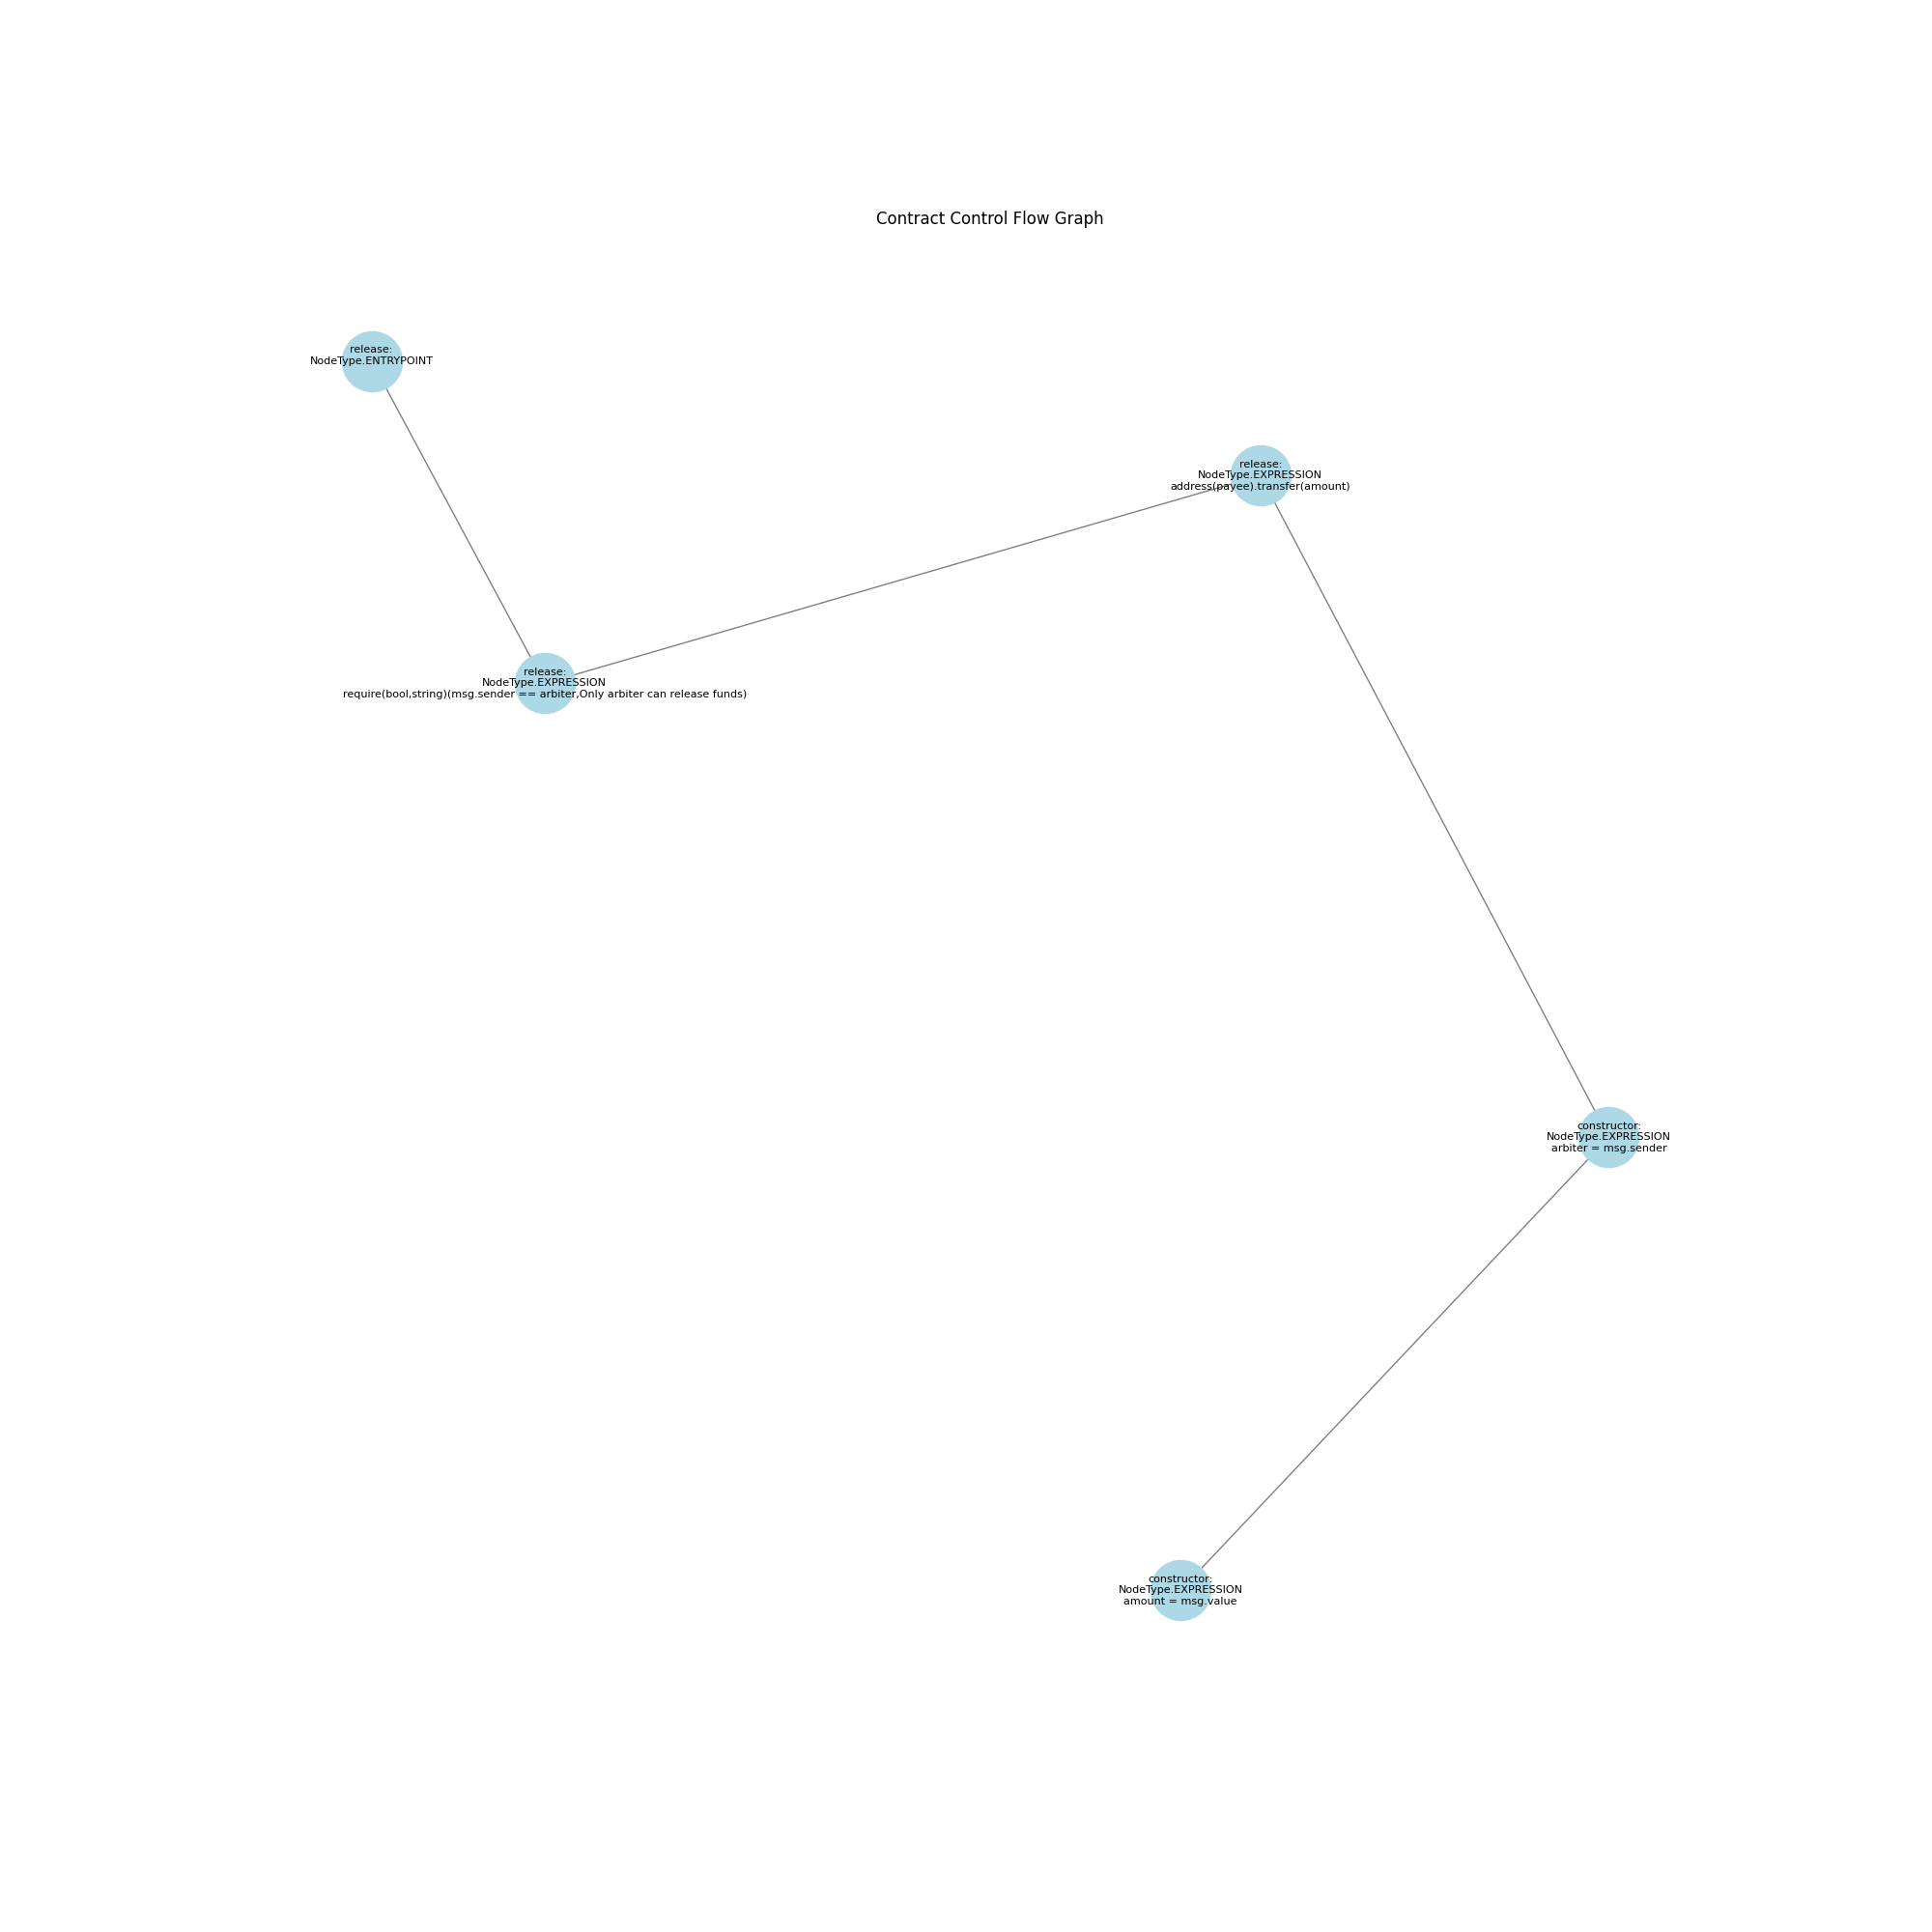 Contract Control Flow Graph
release:
NodeType.ENTRYPOINT
release:
NodeType.EXPRESSION
address(payee).transfer(amount)
release:
NodeType.EXPRESSION
require(bool,string)(msg.sender == arbiter,Only arbiter can release funds)
constructor:
NodeType.EXPRESSION
arbiter = msg.sender
constructor:
NodeType.EXPRESSION
amount = msg.value